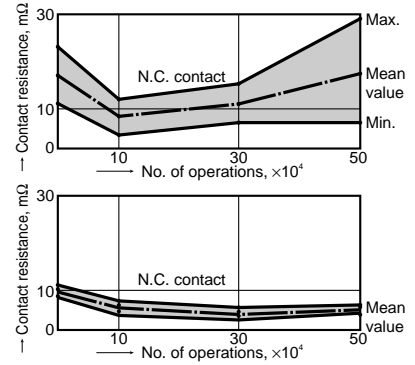 → Contact resistance, mΩ
30
10
0
N.C. contact
Max.
Mean
value
Min.
10
30
50
→ No. of operations, ×10⁴
→ Contact resistance, mΩ
30
10
0
N.C. contact
Mean
value
10
30
50
→ No. of operations, ×10⁴